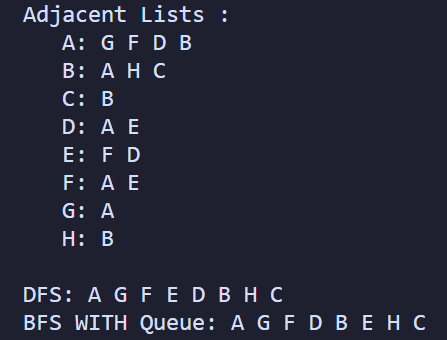 Adjacent Lists :
A: G F D B
B: A H C
C: B
D: A E
E: F D
F: A E
G: A
H: B
DFS: A G F E D B H C
BFS WITH Queue: A G F D B E H C